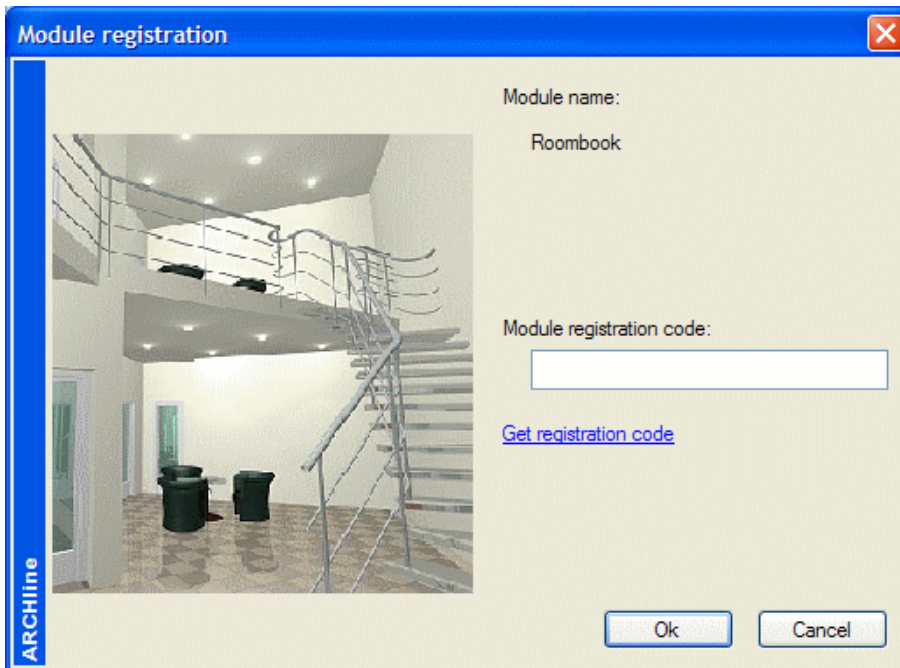 Module registration
Module name:
Roombook
Module registration code:
Get registration code
Ok
Cancel
ARCHline